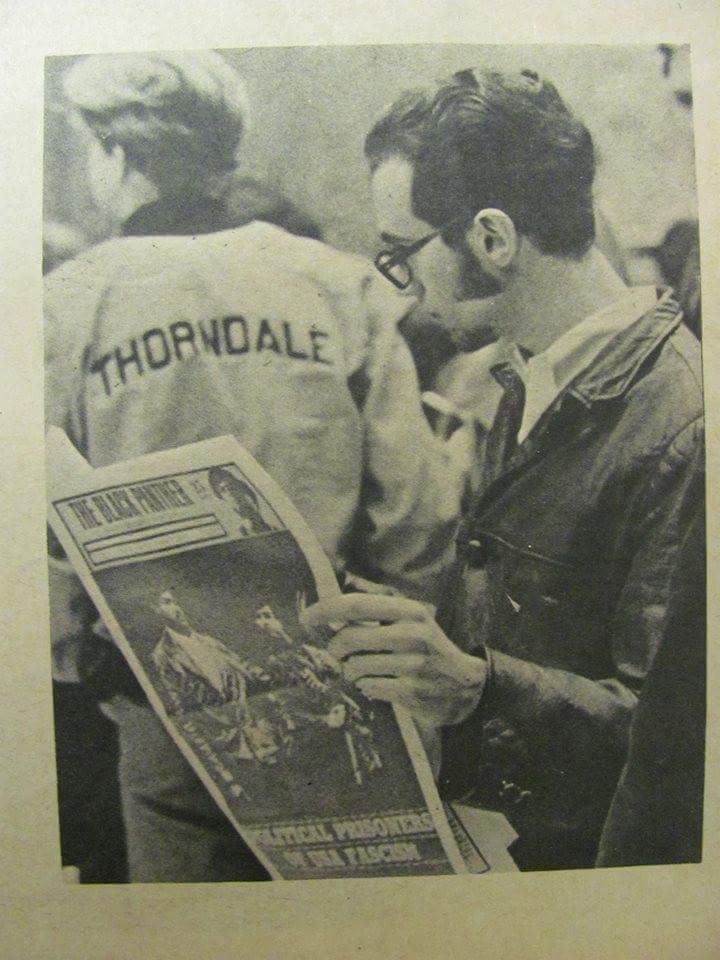 THORNDALE
THE BLACK PANTHER
POLITICAL PRISONERS
OF USA FASCISM